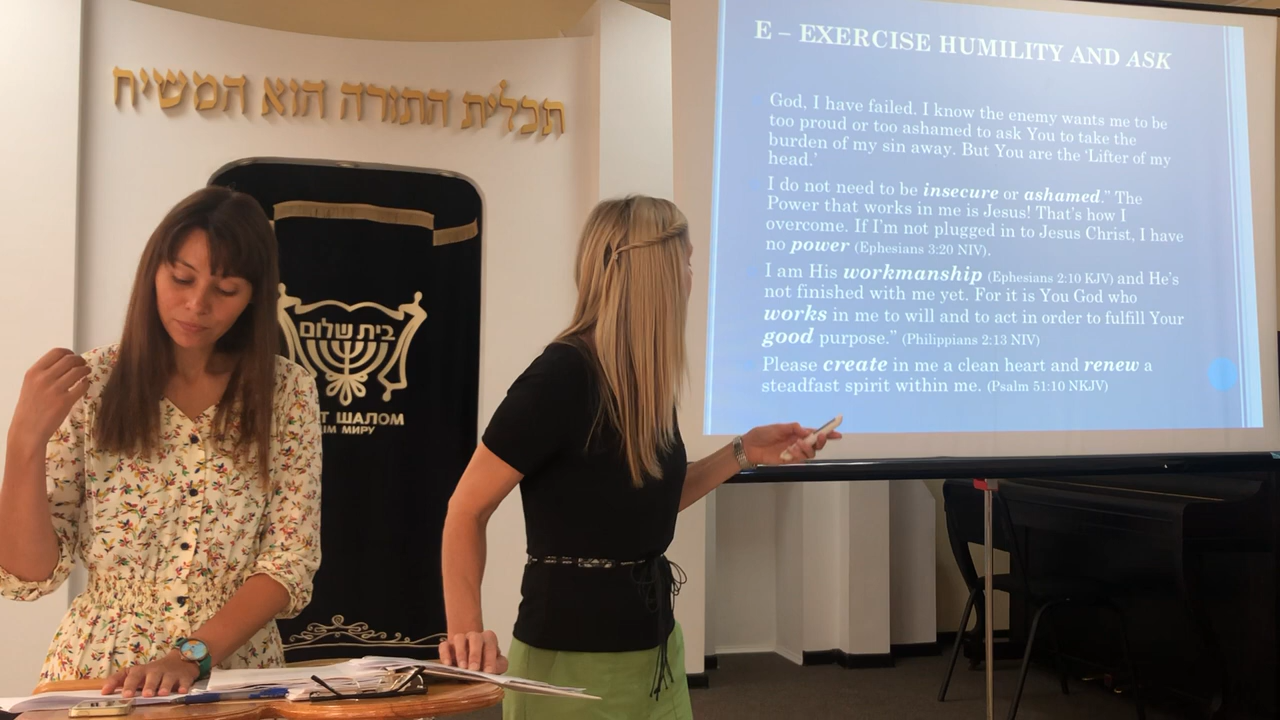 תכלית התורה הוא המשיח
בית שלום
Т ШАЛОМ
ІМ МИРУ
E – EXERCISE HUMILITY AND ASK
God, I have failed. I know the enemy wants me to be
too proud or too ashamed to ask You to take the
burden of my sin away. But You are the ‘Lifter of my
head.’
I do not need to be insecure or ashamed.” The
Power that works in me is Jesus! That’s how I
overcome. If I’m not plugged in to Jesus Christ, I have
no power (Ephesians 3:20 NIV).
I am His workmanship (Ephesians 2:10 KJV) and He’s
not finished with me yet. For it is You God who
works in me to will and to act in order to fulfill Your
good purpose.” (Philippians 2:13 NIV)
Please create in me a clean heart and renew a
steadfast spirit within me. (Psalm 51:10 NKJV)